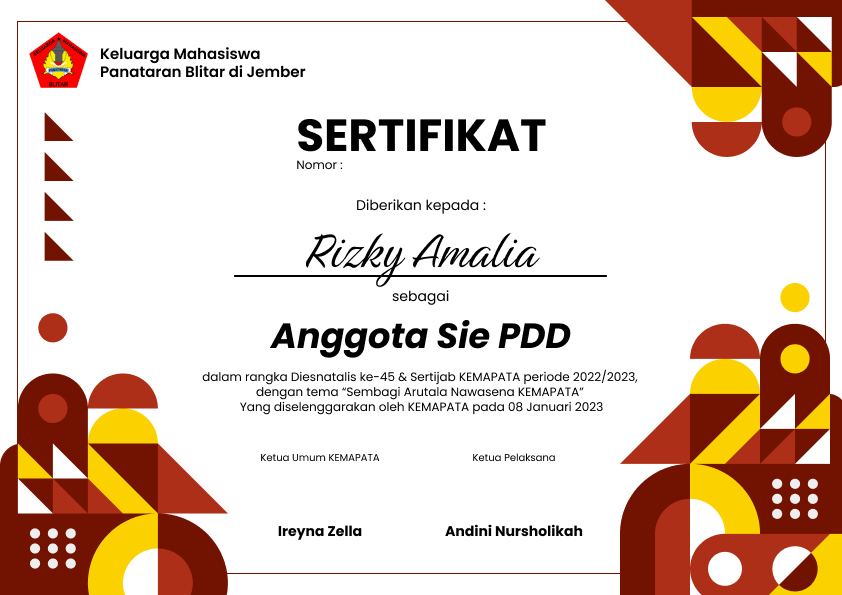 Keluarga Mahasiswa
Panataran Blitar di Jember
BLITAR
SERTIFIKAT
Nomor :
Diberikan kepada :
Rizky Amalia
sebagai
Anggota Sie PDD
dalam rangka Diesnatalis ke-45 & Sertijab KEMAPATA periode 2022/2023,
dengan tema “Sembagi Arutala Nawasena KEMAPATA”
Yang diselenggarakan oleh KEMAPATA pada 08 Januari 2023
Ketua Umum KEMAPATA
Ketua Pelaksana
Ireyna Zella
Andini Nursholikah